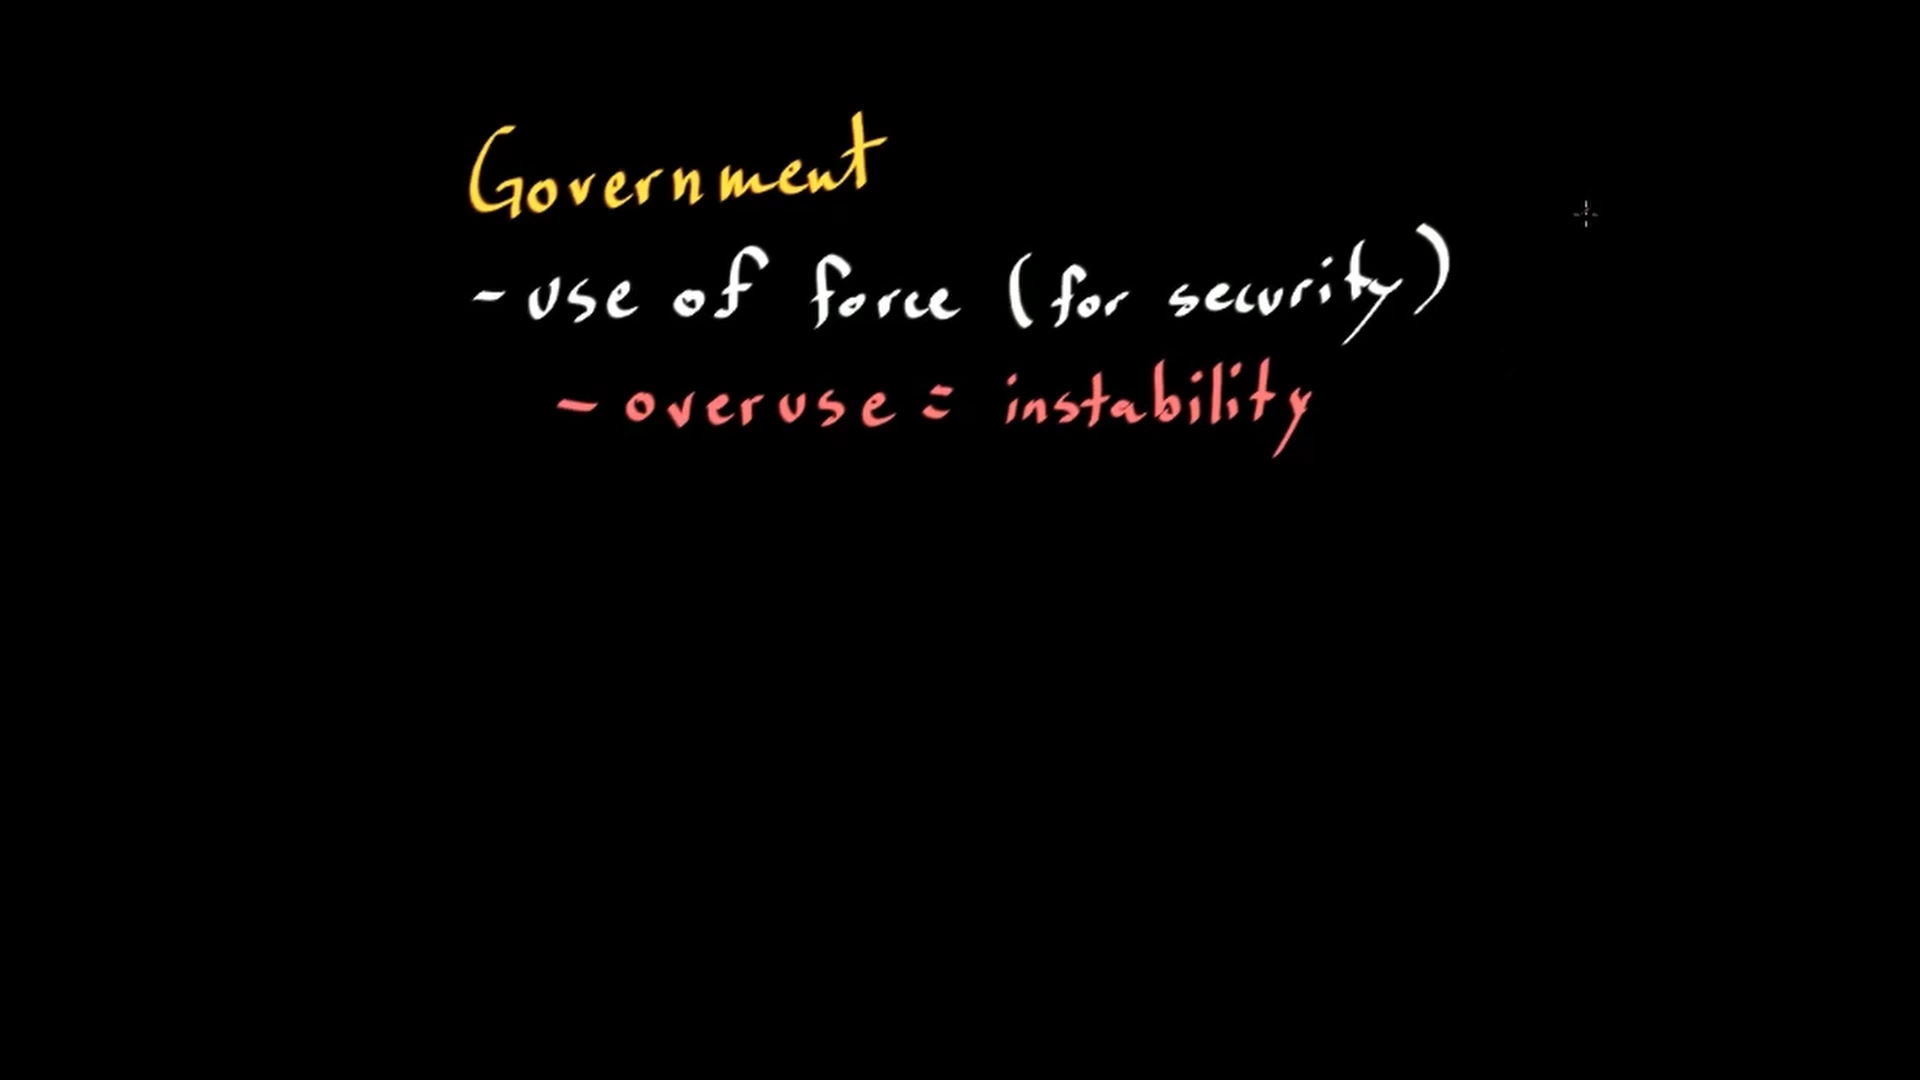 Government
- use of force (for security)
- overuse = instability